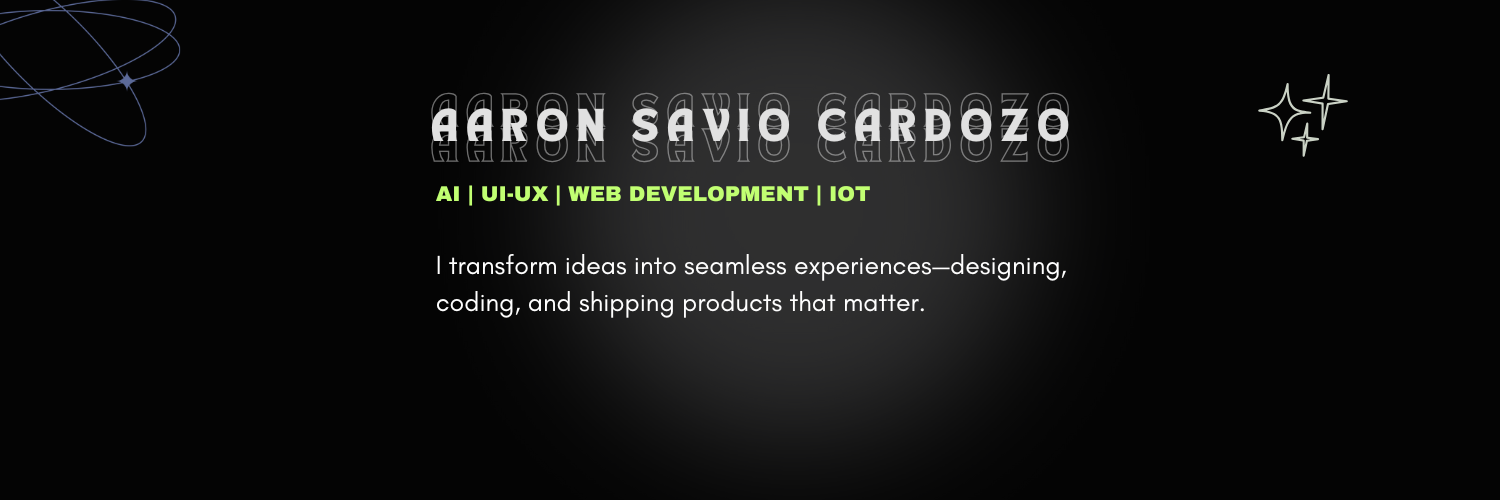 AARON SAVIO CARDOZO
AI | UI-UX | WEB DEVELOPMENT | IOT
I transform ideas into seamless experiences—designing,
coding, and shipping products that matter.